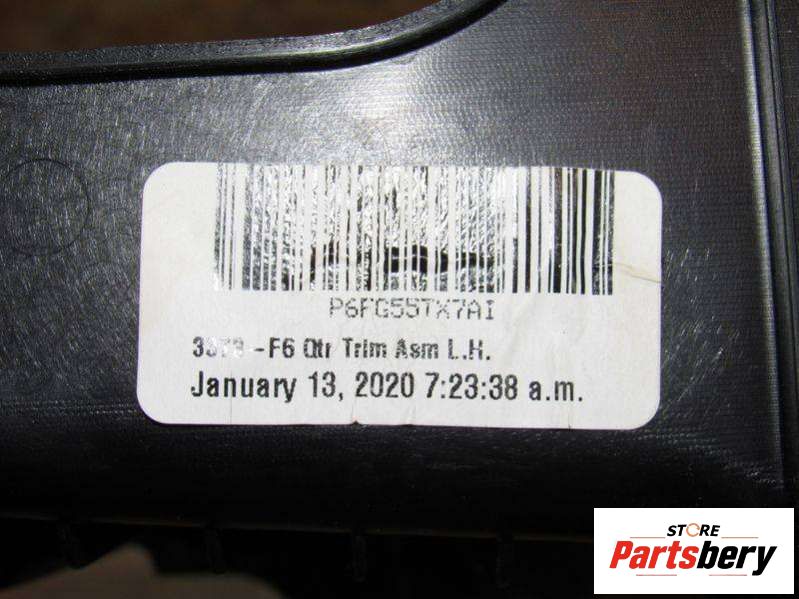 P6FG55TX7AI
F6 Qtr Trim Asm L.H.
January 13, 2020 7:23:38 a.m.
STORE
Partsbery